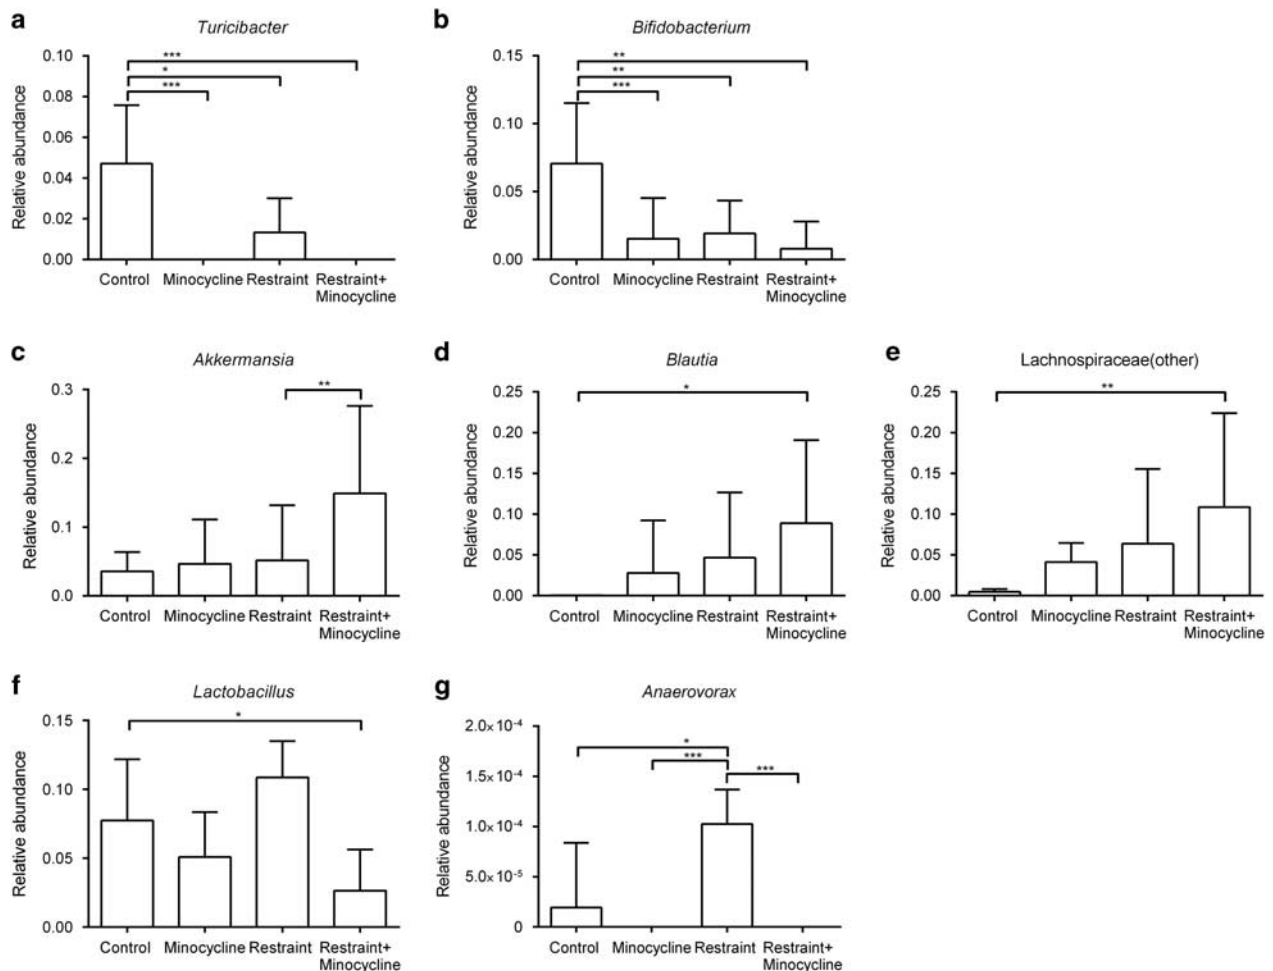 a
Turicibacter
Relative abundance
0.10
0.08
0.06
0.04
0.02
0.00
***
*
***
Control Minocycline Restraint Restraint+
Minocycline
b
Bifidobacterium
Relative abundance
0.15
0.10
0.05
0.00
**
**
***
Control Minocycline Restraint Restraint+
Minocycline
c
Akkermansia
Relative abundance
0.3
0.2
0.1
0.0
**
Control Minocycline Restraint Restraint+
Minocycline
d
Blautia
Relative abundance
0.25
0.20
0.15
0.10
0.05
0.00
*
Control Minocycline Restraint Restraint+
Minocycline
e
Lachnospiraceae(other)
Relative abundance
0.25
0.20
0.15
0.10
0.05
0.00
**
Control Minocycline Restraint Restraint+
Minocycline
f
Lactobacillus
Relative abundance
0.15
0.10
0.05
0.00
*
Control Minocycline Restraint Restraint+
Minocycline
g
Anaerovorax
Relative abundance
2.0×10⁻⁴
1.5×10⁻⁴
1.0×10⁻⁴
5.0×10⁻⁵
0
*
***
***
Control Minocycline Restraint Restraint+
Minocycline